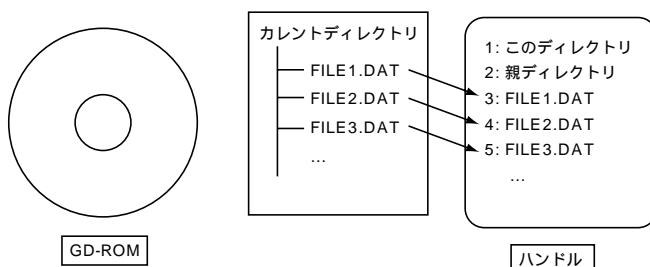 カレントディレクトリ
FILE1.DAT
FILE2.DAT
FILE3.DAT
...
1: このディレクトリ
2: 親ディレクトリ
3: FILE1.DAT
4: FILE2.DAT
5: FILE3.DAT
...
GD-ROM
ハンドル